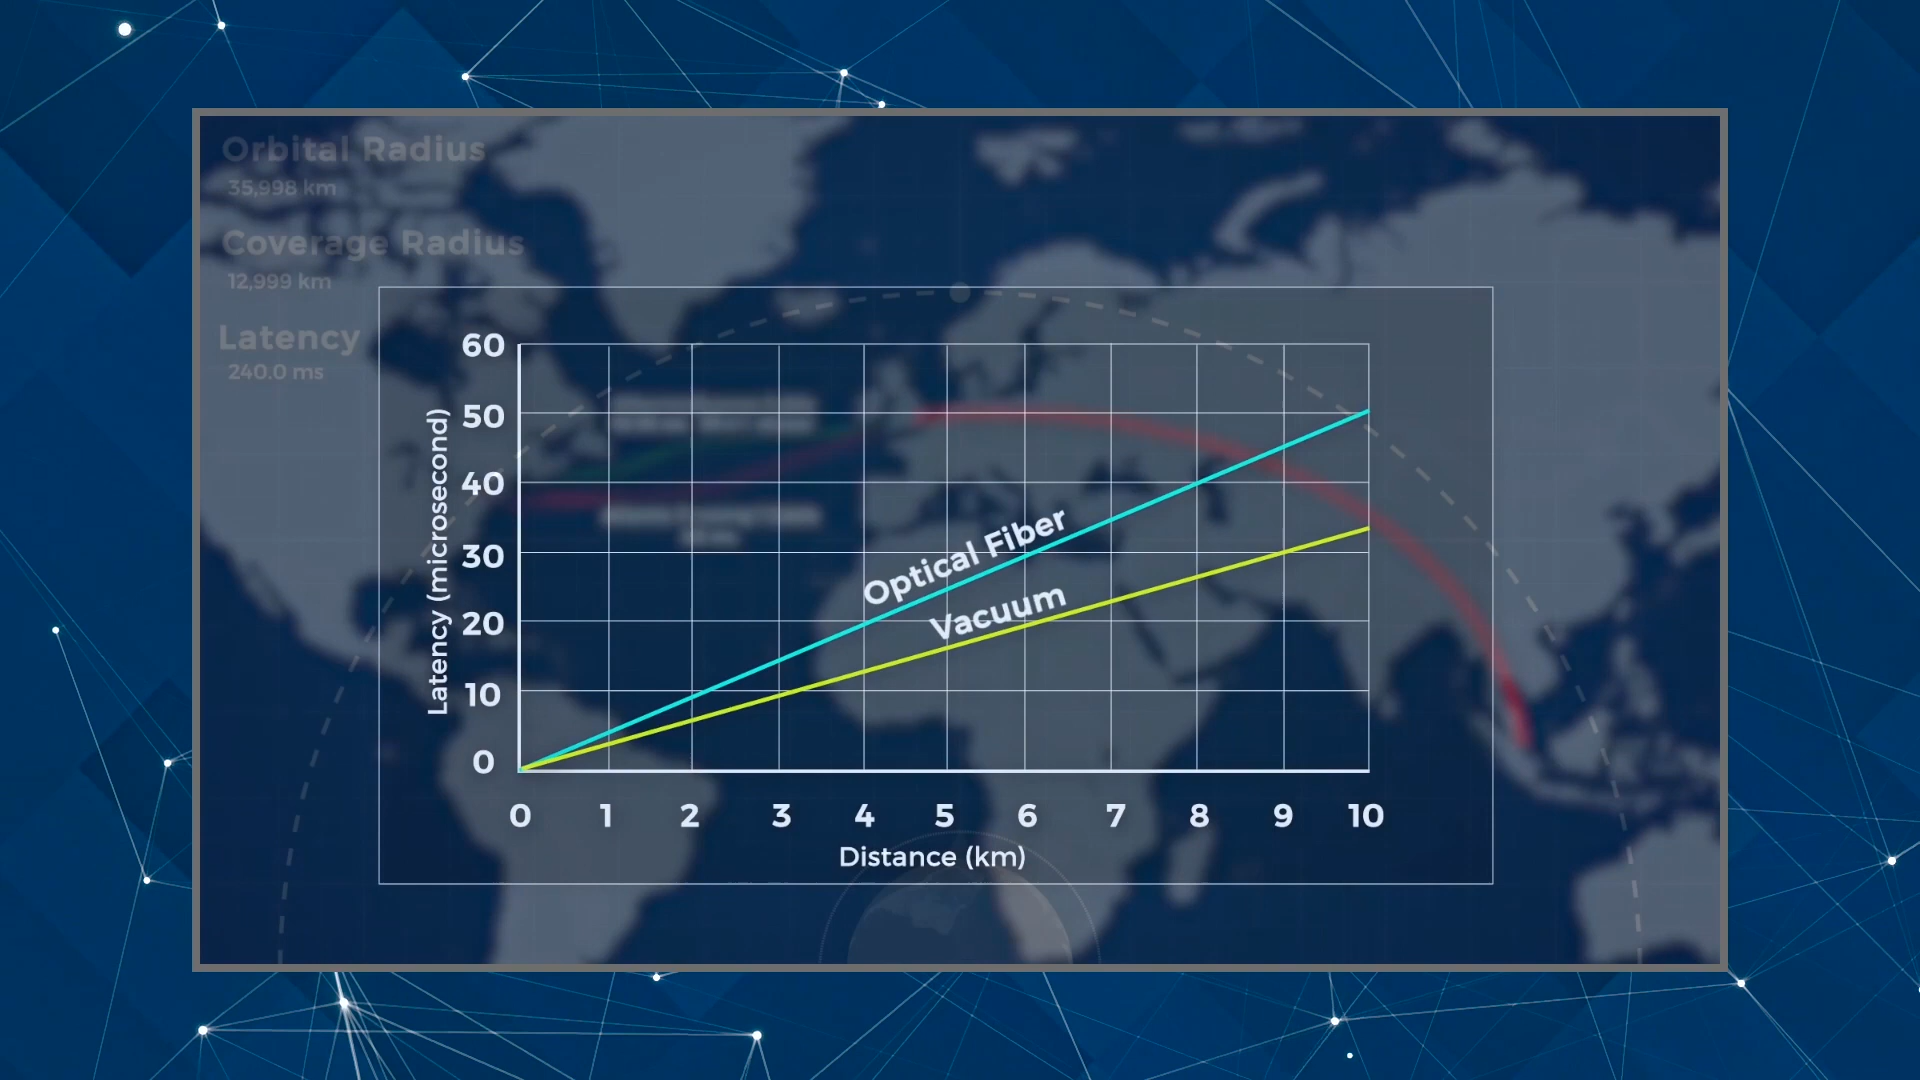 Orbital Radius
35,998 km
Coverage Radius
12,999 km
Latency
240.0 ms
60
50
40
30
20
10
0
Latency (microsecond)
Optical Fiber
Vacuum
0 1 2 3 4 5 6 7 8 9 10
Distance (km)